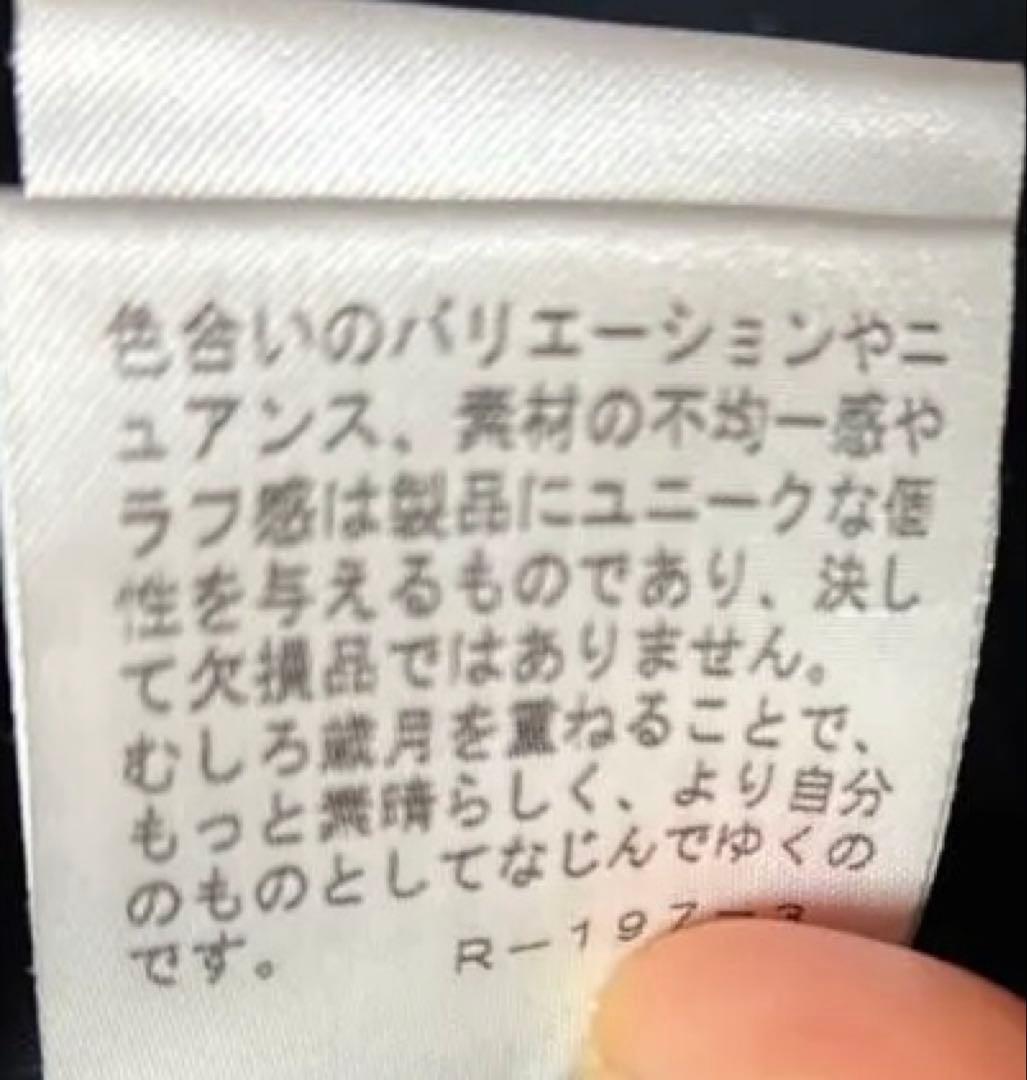 色合いのバリエーションやニ
ュアンス、素材の不均一感や
ラフ感は製品にユニークな個
性を与えるものであり、決し
て欠損品ではありません。
むしろ歳月を重ねることで、
もっと素晴らしく、より自分
のものとしてなじんでゆくの
です。 R-197-3